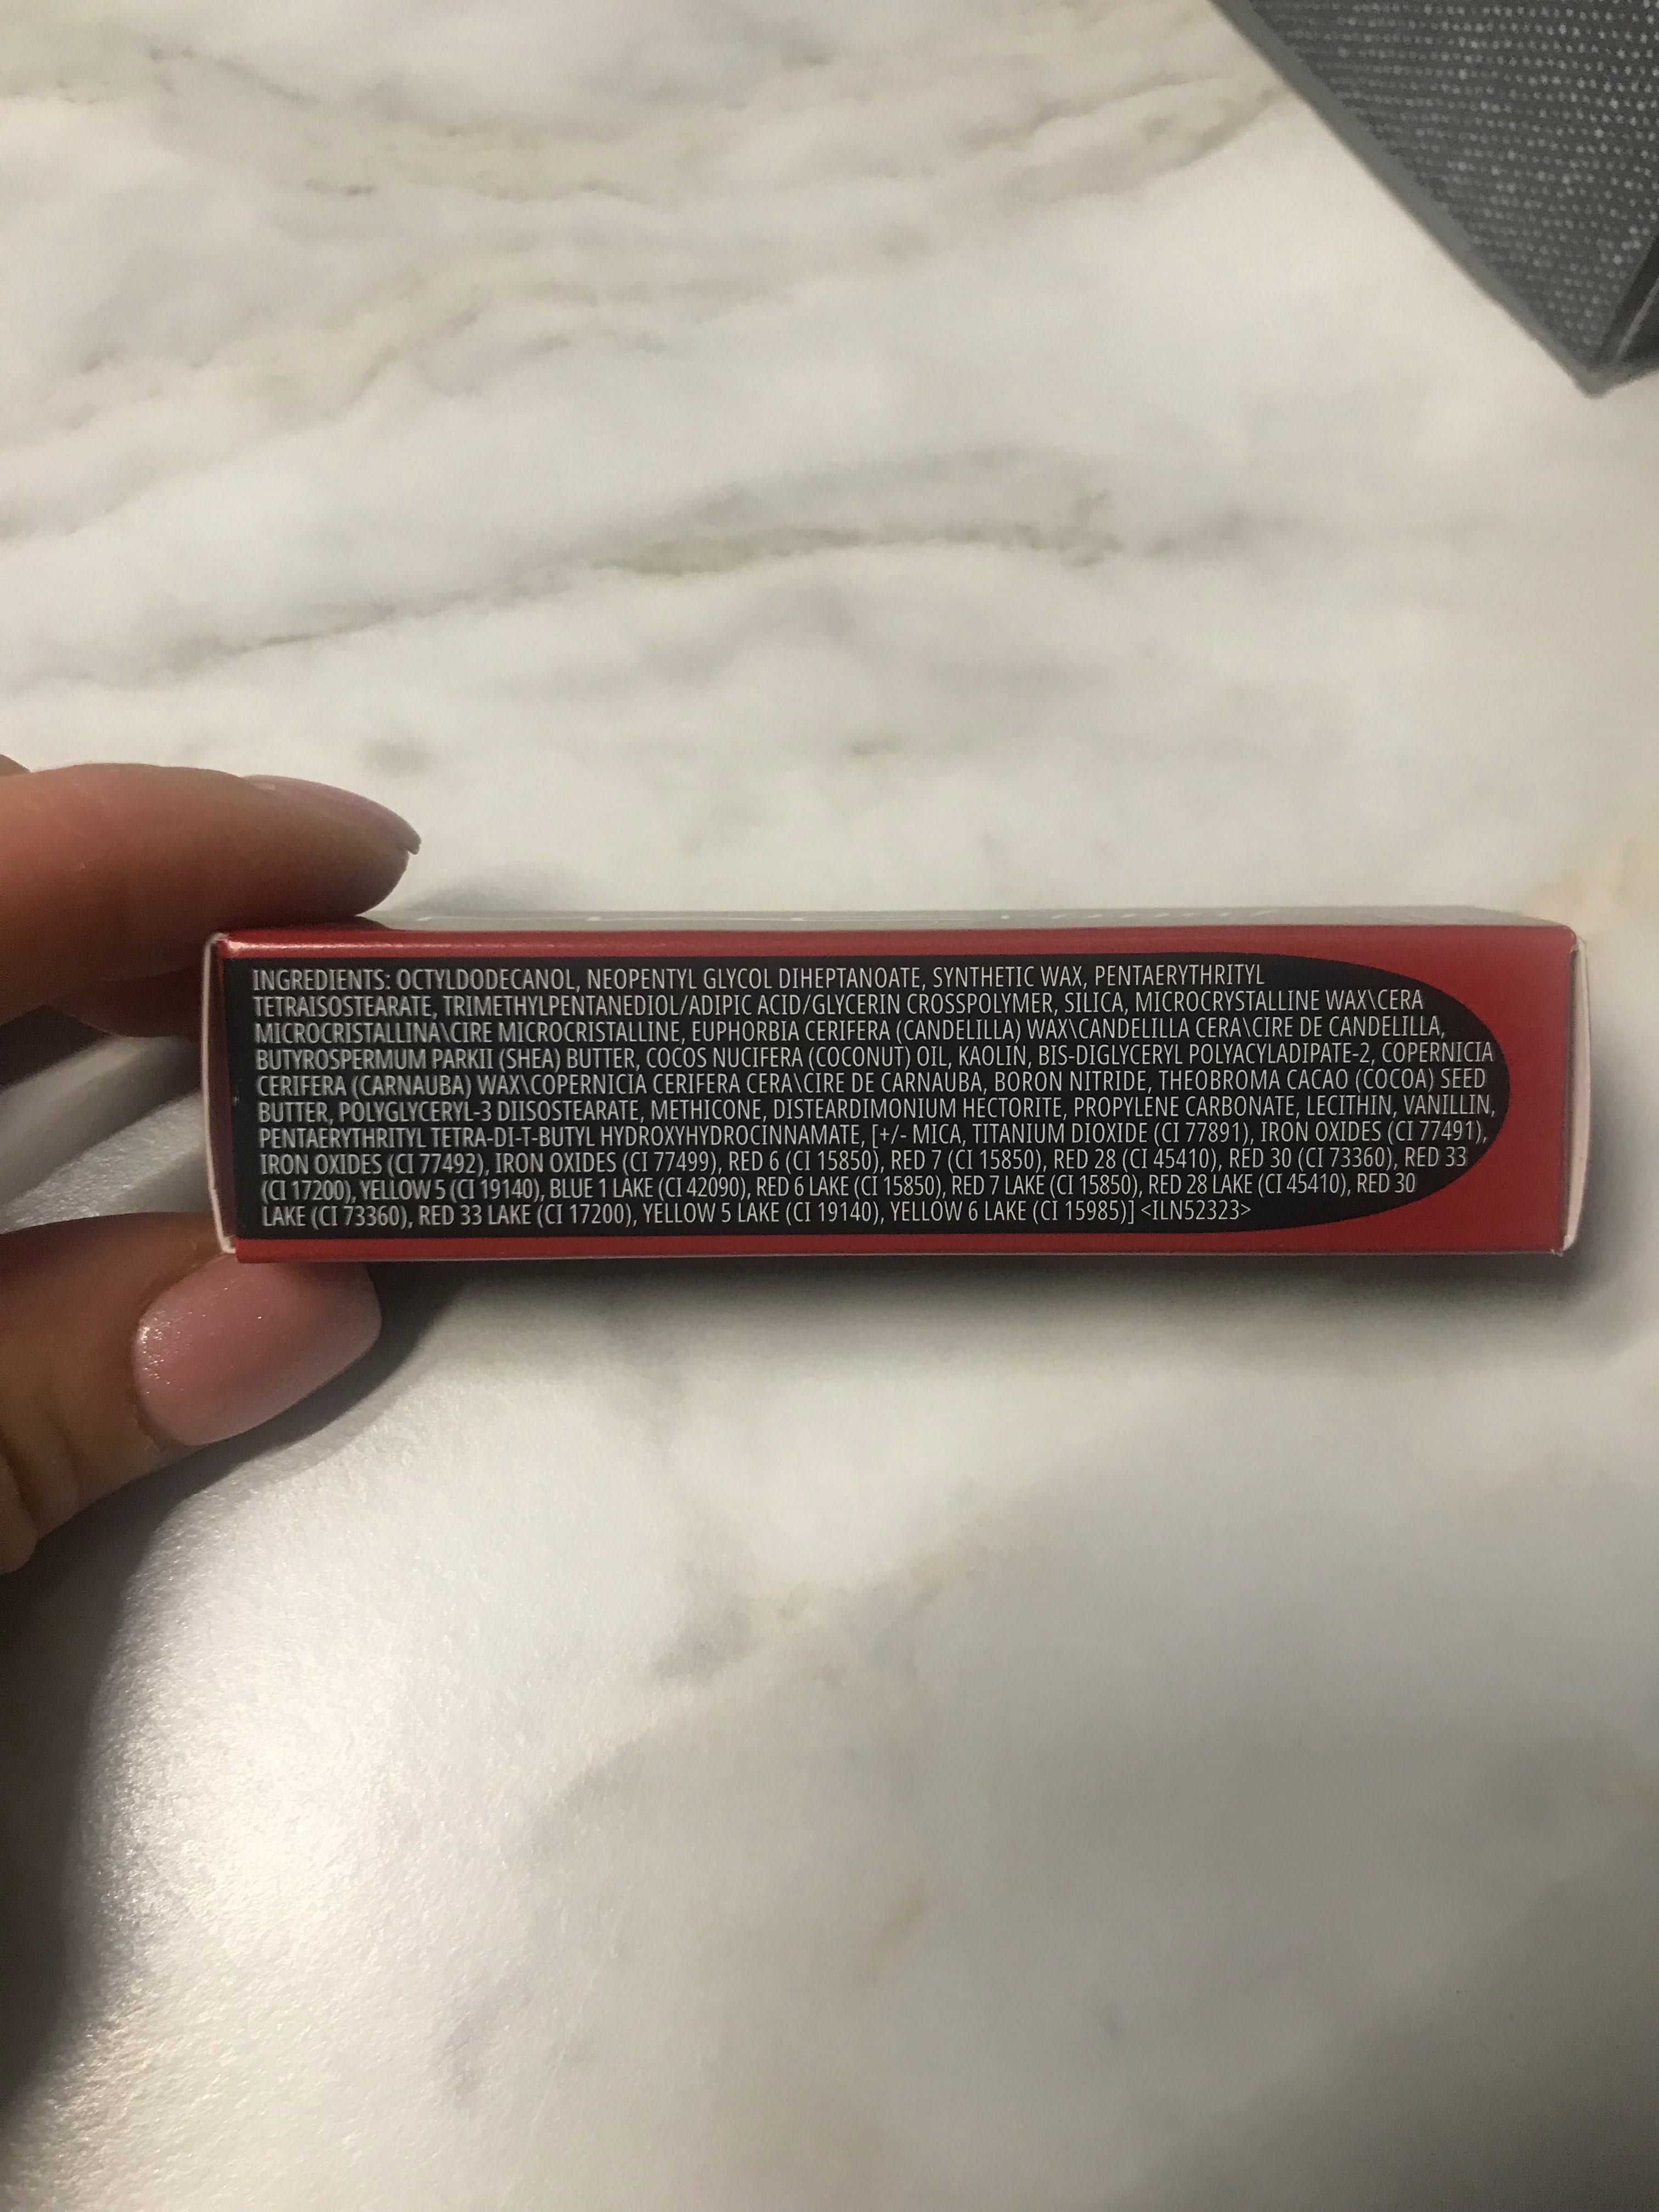 INGREDIENTS: OCTYLDODECANOL, NEOPENTYL GLYCOL DIHEPTANOATE, SYNTHETIC WAX, PENTAERYTHRITYL
TETRAISOSTEARATE, TRIMETHYLPENTANEDIOL/ADIPIC ACID/GLYCERIN CROSSPOLYMER, SILICA, MICROCRYSTALLINE WAX\CERA
MICROCRISTALLINA\CIRE MICROCRISTALLINE, EUPHORBIA CERIFERA (CANDELILLA) WAX\CANDELILLA CERA\CIRE DE CANDELILLA,
BUTYROSPERMUM PARKII (SHEA) BUTTER, COCOS NUCIFERA (COCONUT) OIL, KAOLIN, BIS-DIGLYCERYL POLYACYLADIPATE-2, COPERNICIA
CERIFERA (CARNAUBA) WAX\COPERNICIA CERIFERA CERA\CIRE DE CARNAUBA, BORON NITRIDE, THEOBROMA CACAO (COCOA) SEED
BUTTER, POLYGLYCERYL-3 DIISOSTEARATE, METHICONE, DISTEARDIMONIUM HECTORITE, PROPYLENE CARBONATE, LECITHIN, VANILLIN,
PENTAERYTHRITYL TETRA-DI-T-BUTYL HYDROXYHYDROCINNAMATE, [+/- MICA, TITANIUM DIOXIDE (CI 77891), IRON OXIDES (CI 77491),
IRON OXIDES (CI 77492), IRON OXIDES (CI 77499), RED 6 (CI 15850), RED 7 (CI 15850), RED 28 (CI 45410), RED 30 (CI 73360), RED 33
(CI 17200), YELLOW 5 (CI 19140), BLUE 1 LAKE (CI 42090), RED 6 LAKE (CI 15850), RED 7 LAKE (CI 15850), RED 28 LAKE (CI 45410), RED 30
LAKE (CI 73360), RED 33 LAKE (CI 17200), YELLOW 5 LAKE (CI 19140), YELLOW 6 LAKE (CI 15985)] <ILN52323>